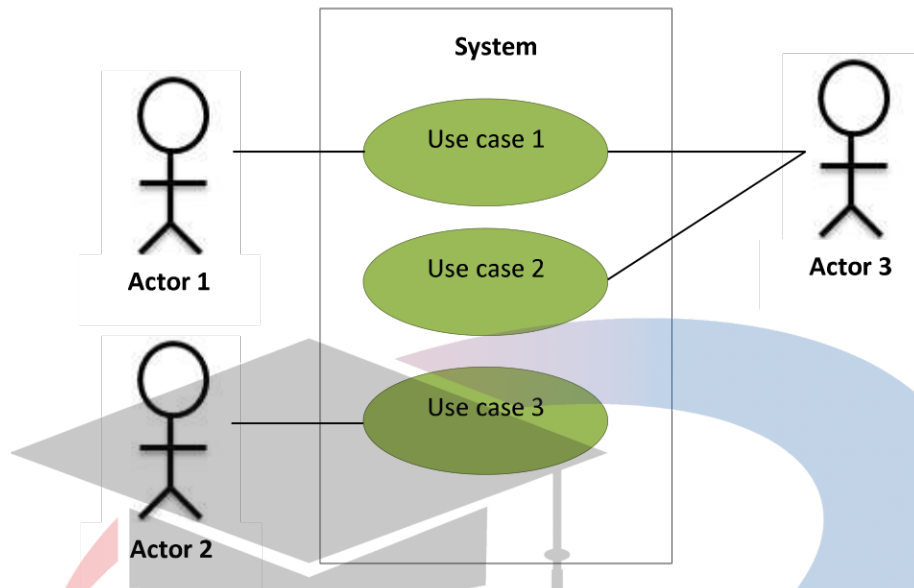 System
Use case 1
Use case 2
Use case 3
Actor 1
Actor 2
Actor 3